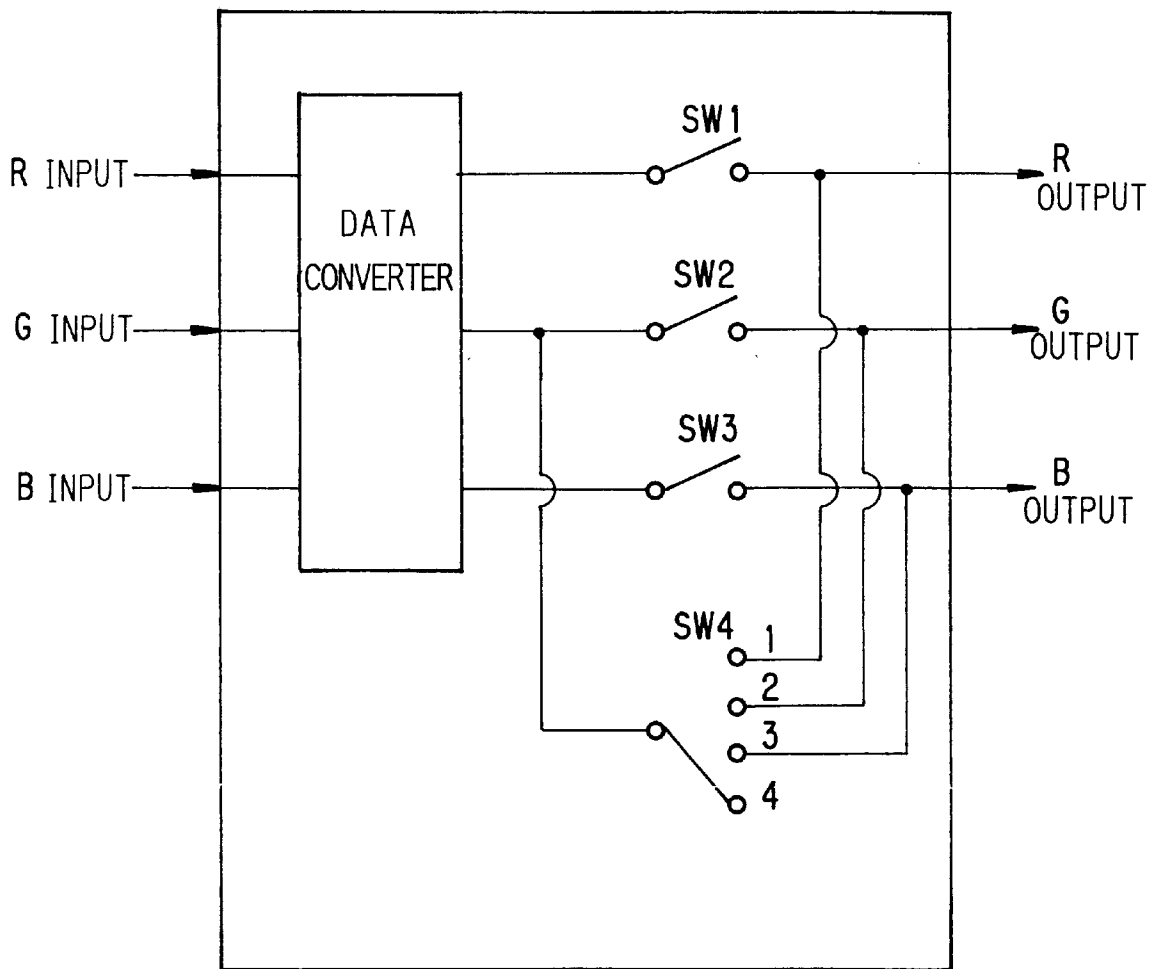 SW1
R INPUT
R
OUTPUT
DATA
CONVERTER
SW2
G INPUT
G
OUTPUT
SW3
B INPUT
B
OUTPUT
SW4
1
2
3
4